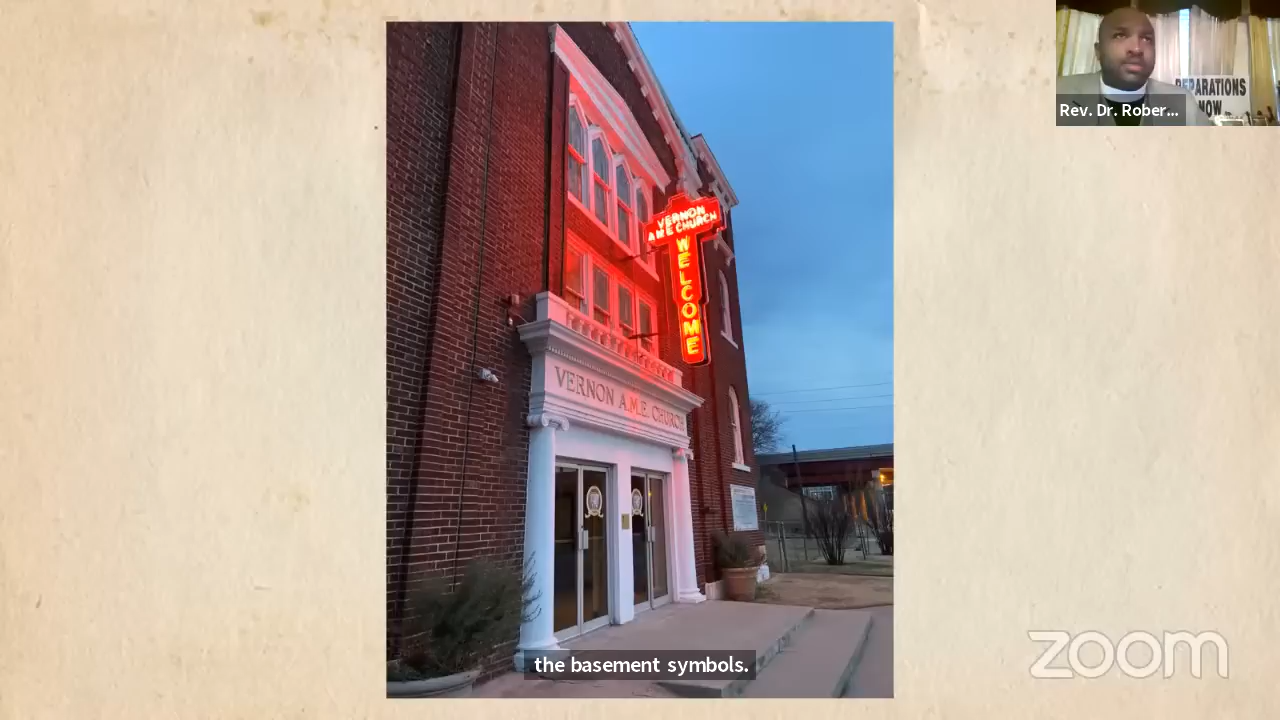 VERNON
A.M.E. CHURCH
WELCOME
VERNON A.M.E. CHURCH
the basement symbols.
REPARATIONS
NOW
Rev. Dr. Rober...
zoom